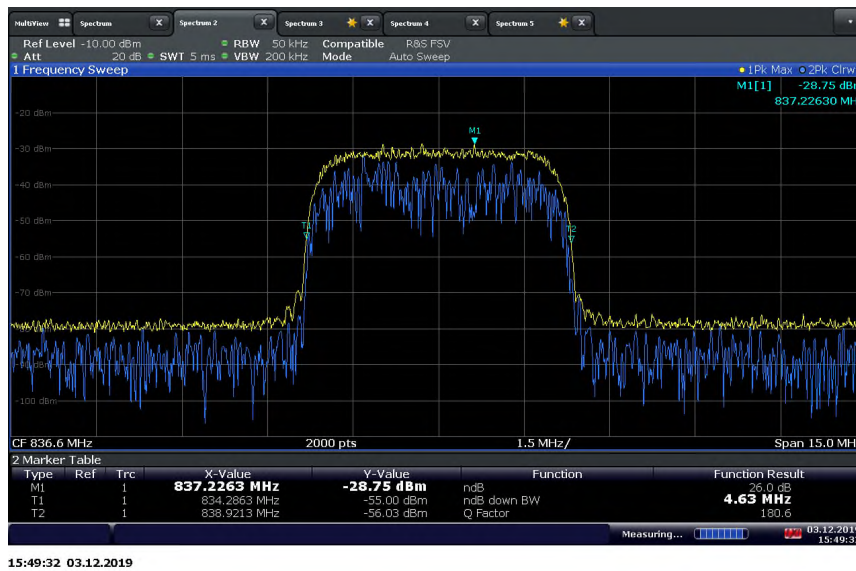 MultiView Spectrum X Spectrum 2 X Spectrum 3 X Spectrum 4 X Spectrum 5 X
Ref Level -10.00 dBm RBW 50 kHz Compatible R&S FSV
Att 20 dB SWT 5 ms VBW 200 kHz Mode Auto Sweep
1 Frequency Sweep 1Pk Max 2Pk Clrw
M1[1] -28.75 dBm
837.22630 MH
-20 dBm
M1
-30 dBm
-40 dBm
-50 dBm
T1
T2
-60 dBm
-70 dBm
-100 dBm
CF 836.6 MHz 2000 pts 1.5 MHz/ Span 15.0 MH
2 Marker Table
Type Ref Trc X-Value Y-Value Function Function Result
M1 1 837.2263 MHz -28.75 dBm ndB 26.0 dB
T1 1 834.2863 MHz -55.00 dBm ndB down BW 4.63 MHz
T2 1 838.9213 MHz -56.03 dBm Q Factor 180.6
Measuring... 03.12.2019
15:49:32
15:49:32 03.12.2019